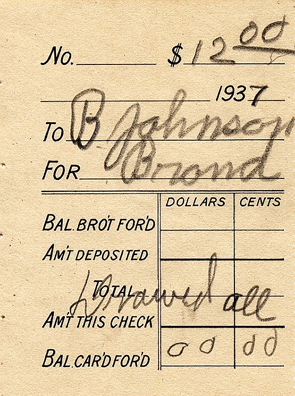 No. $12 00
1937
To B Johnson
For Brond
DOLLARS CENTS
BAL. BRO'T FOR'D
AM'T DEPOSITED
TOTAL
Drawed all
AM'T THIS CHECK
BAL. CAR'D FOR'D 00 00